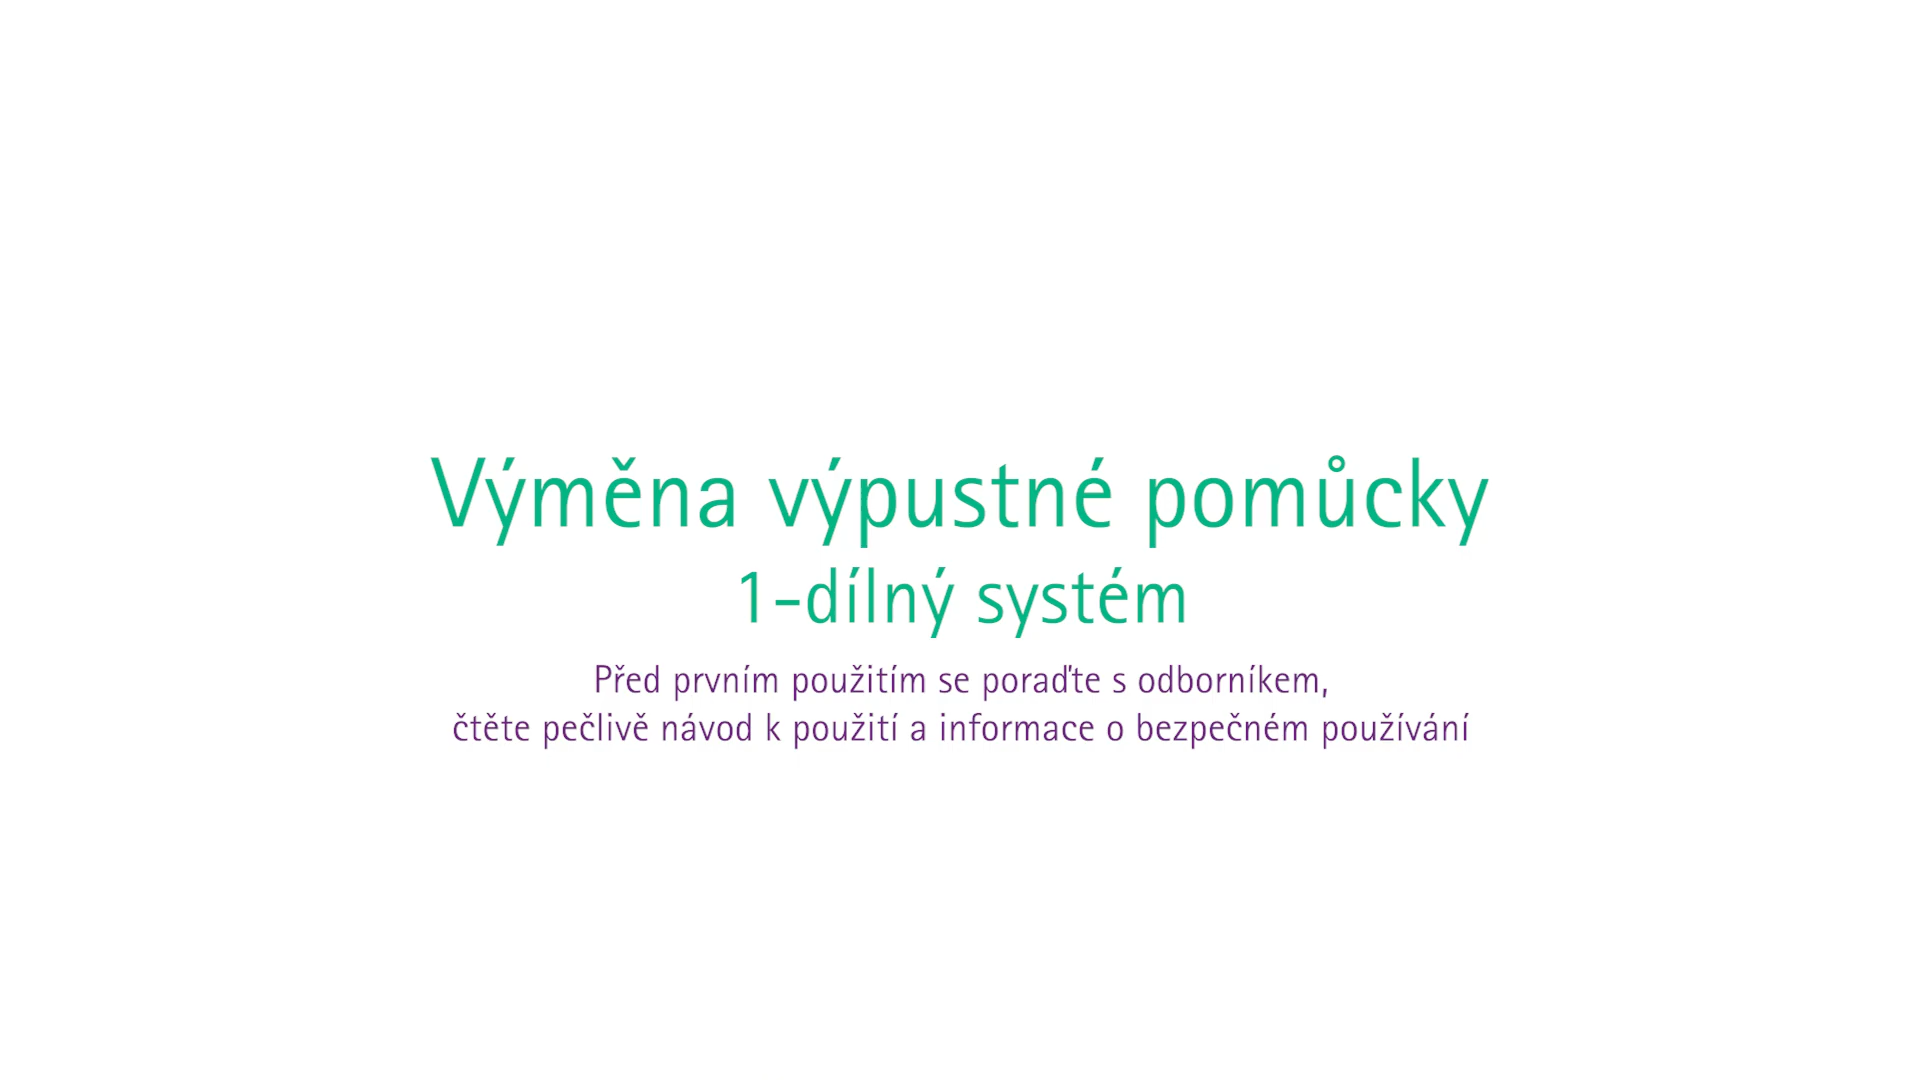 Výměna výpustné pomůcky
1-dílný systém
Před prvním použitím se poraďte s odborníkem,
čtěte pečlivě návod k použití a informace o bezpečném používání